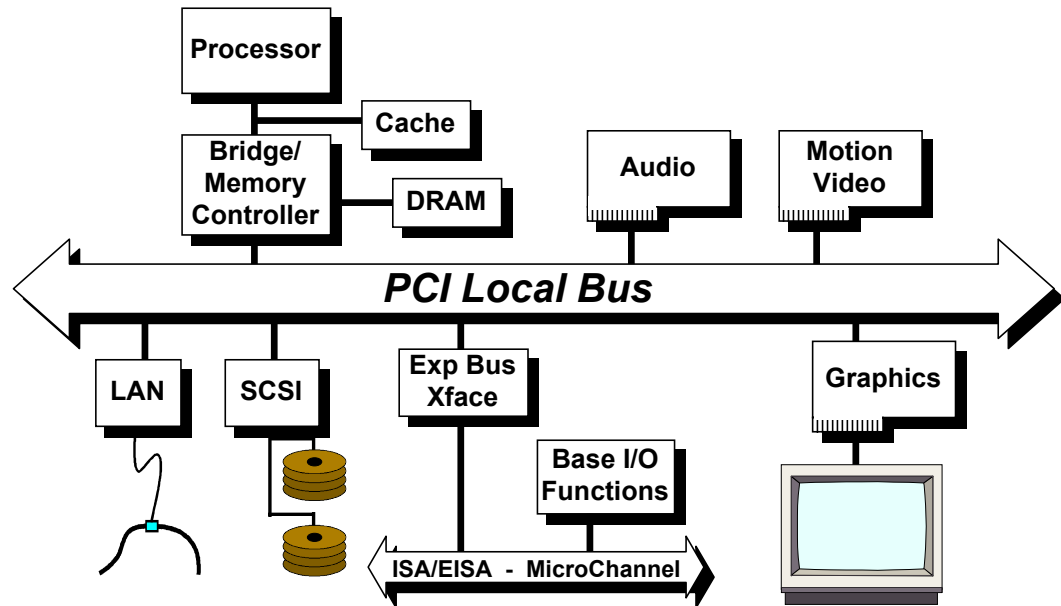 Processor
Cache
Bridge/
Memory
Controller
DRAM
Audio
Motion
Video
PCI Local Bus
LAN
SCSI
Exp Bus
Xface
Graphics
Base I/O
Functions
ISA/EISA - MicroChannel